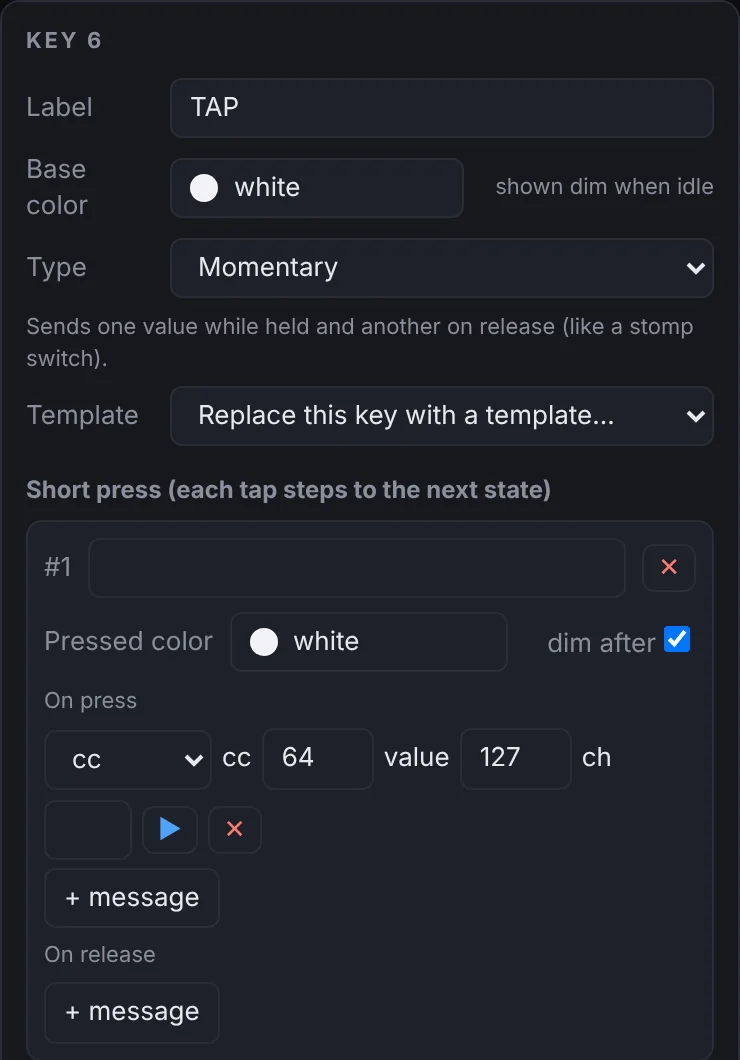 KEY 6
Label TAP
Base color white shown dim when idle
Type Momentary
Sends one value while held and another on release (like a stomp
switch).
Template Replace this key with a template...
Short press (each tap steps to the next state)
#1
Pressed color white dim after
On press
cc cc 64 value 127 ch
+ message
On release
+ message